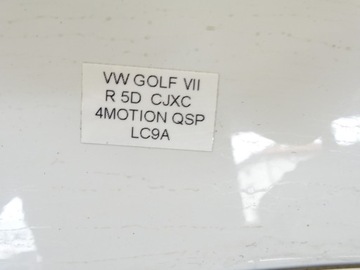 VW GOLF VII
R 5D CJXC
4MOTION QSP
LC9A